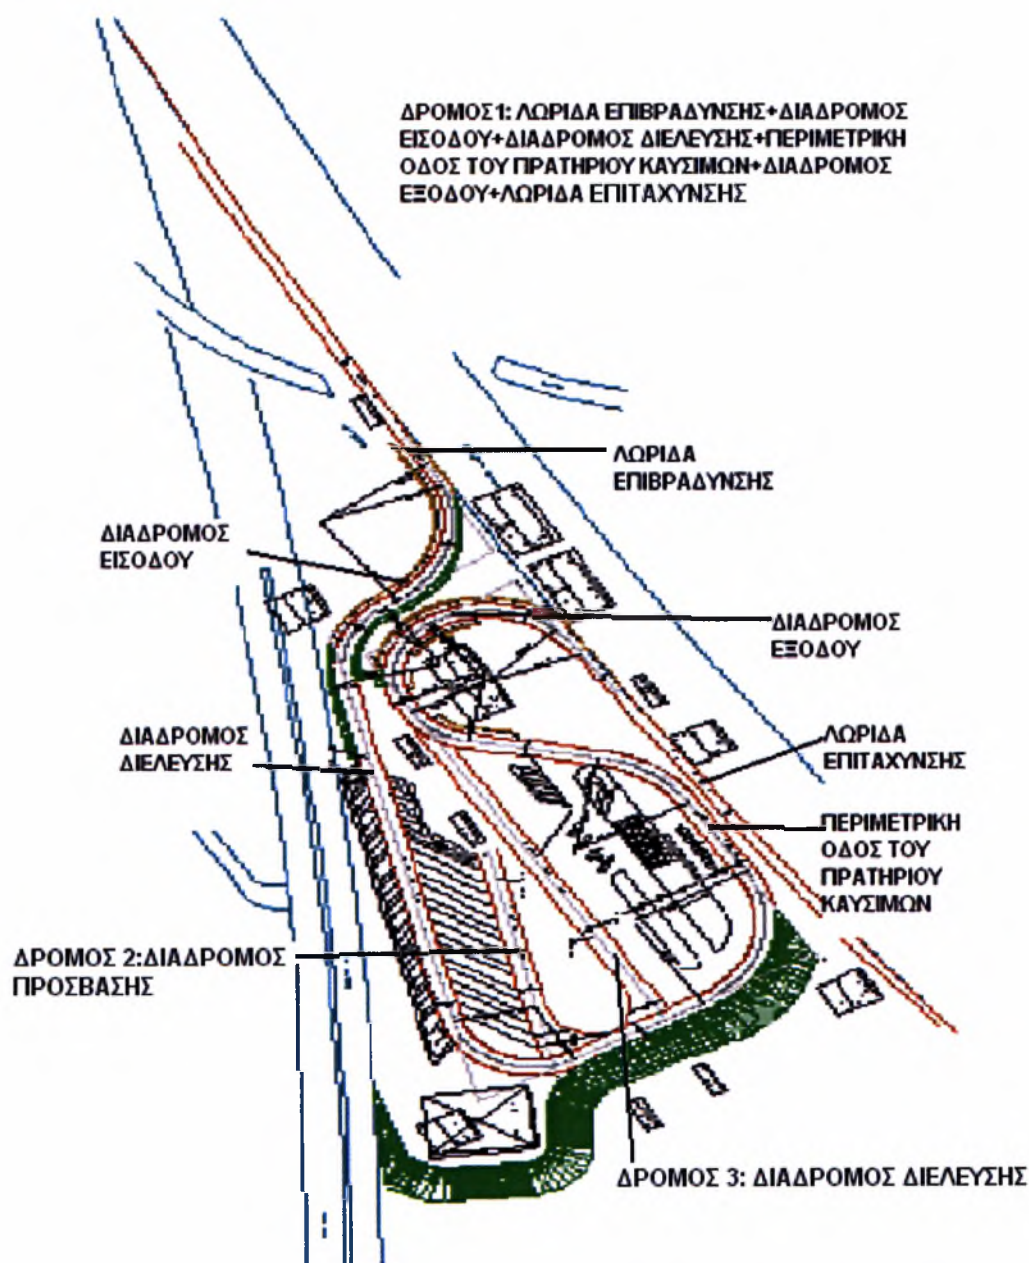 ΔΡΟΜΟΣ1: ΛΩΡΙΔΑ ΕΠΙΒΡΑΔΥΝΣΗΣ+ΔΙΑΔΡΟΜΟΣ
ΕΙΣΟΔΟΥ+ΔΙΑΔΡΟΜΟΣ ΔΙΕΛΕΥΣΗΣ+ΠΕΡΙΜΕΤΡΙΚΗ
ΟΔΟΣ ΤΟΥ ΠΡΑΤΗΡΙΟΥ ΚΑΥΣΙΜΩΝ+ΔΙΑΔΡΟΜΟΣ
ΕΞΟΔΟΥ+ΛΩΡΙΔΑ ΕΠΙΤΑΧΥΝΣΗΣ
ΛΩΡΙΔΑ
ΕΠΙΒΡΑΔΥΝΣΗΣ
ΔΙΑΔΡΟΜΟΣ
ΕΙΣΟΔΟΥ
ΔΙΑΔΡΟΜΟΣ
ΕΞΟΔΟΥ
ΔΙΑΔΡΟΜΟΣ
ΔΙΕΛΕΥΣΗΣ
ΛΩΡΙΔΑ
ΕΠΙΤΑΧΥΝΣΗΣ
ΠΕΡΙΜΕΤΡΙΚΗ
ΟΔΟΣ ΤΟΥ
ΠΡΑΤΗΡΙΟΥ
ΚΑΥΣΙΜΩΝ
ΔΡΟΜΟΣ 2:ΔΙΑΔΡΟΜΟΣ
ΠΡΟΣΒΑΣΗΣ
ΔΡΟΜΟΣ 3: ΔΙΑΔΡΟΜΟΣ ΔΙΕΛΕΥΣΗΣ